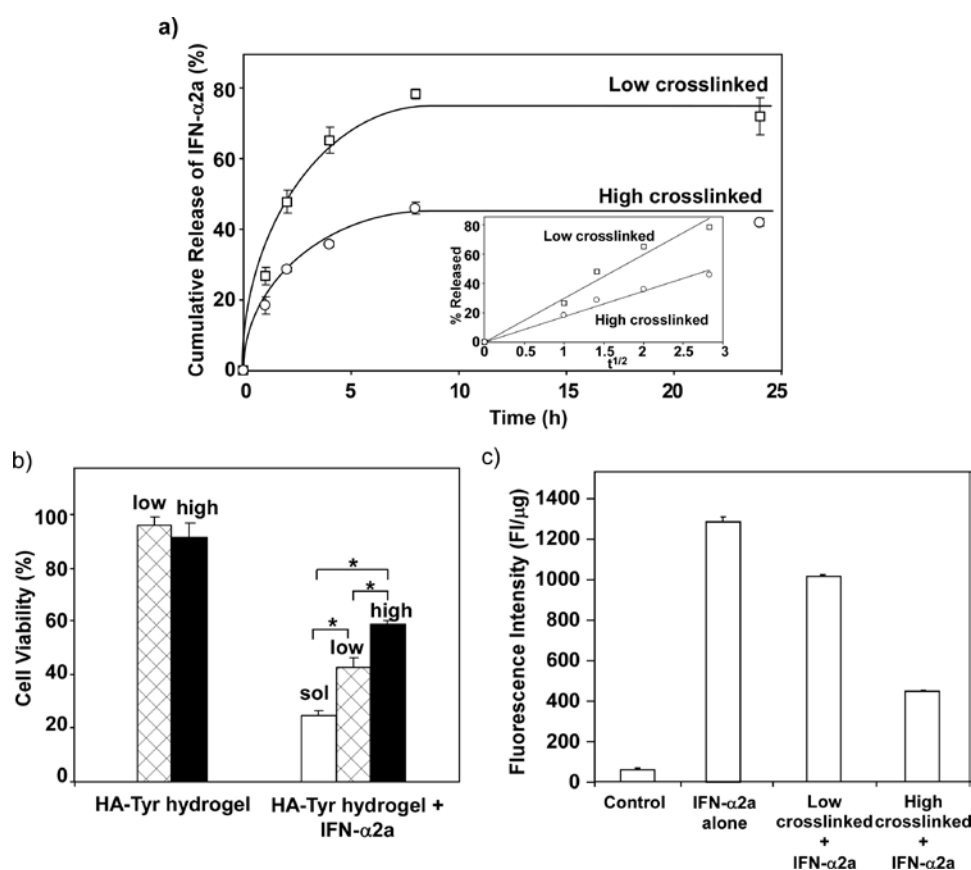 a)
Cumulative Release of IFN-α2a (%)
80
60
40
20
0
Low crosslinked
High crosslinked
0
5
10
15
20
25
Time (h)
% Released
80
60
40
20
0
Low crosslinked
High crosslinked
0
0.5
1
1.5
2
2.5
3
t1/2
b)
Cell Viability (%)
100
80
60
40
20
0
low
high
*
*
*
high
low
sol
HA-Tyr hydrogel
HA-Tyr hydrogel +
IFN-α2a
c)
Fluorescence Intensity (FI/μg)
1400
1200
1000
800
600
400
200
0
Control
IFN-α2a
alone
Low
crosslinked
+
IFN-α2a
High
crosslinked
+
IFN-α2a